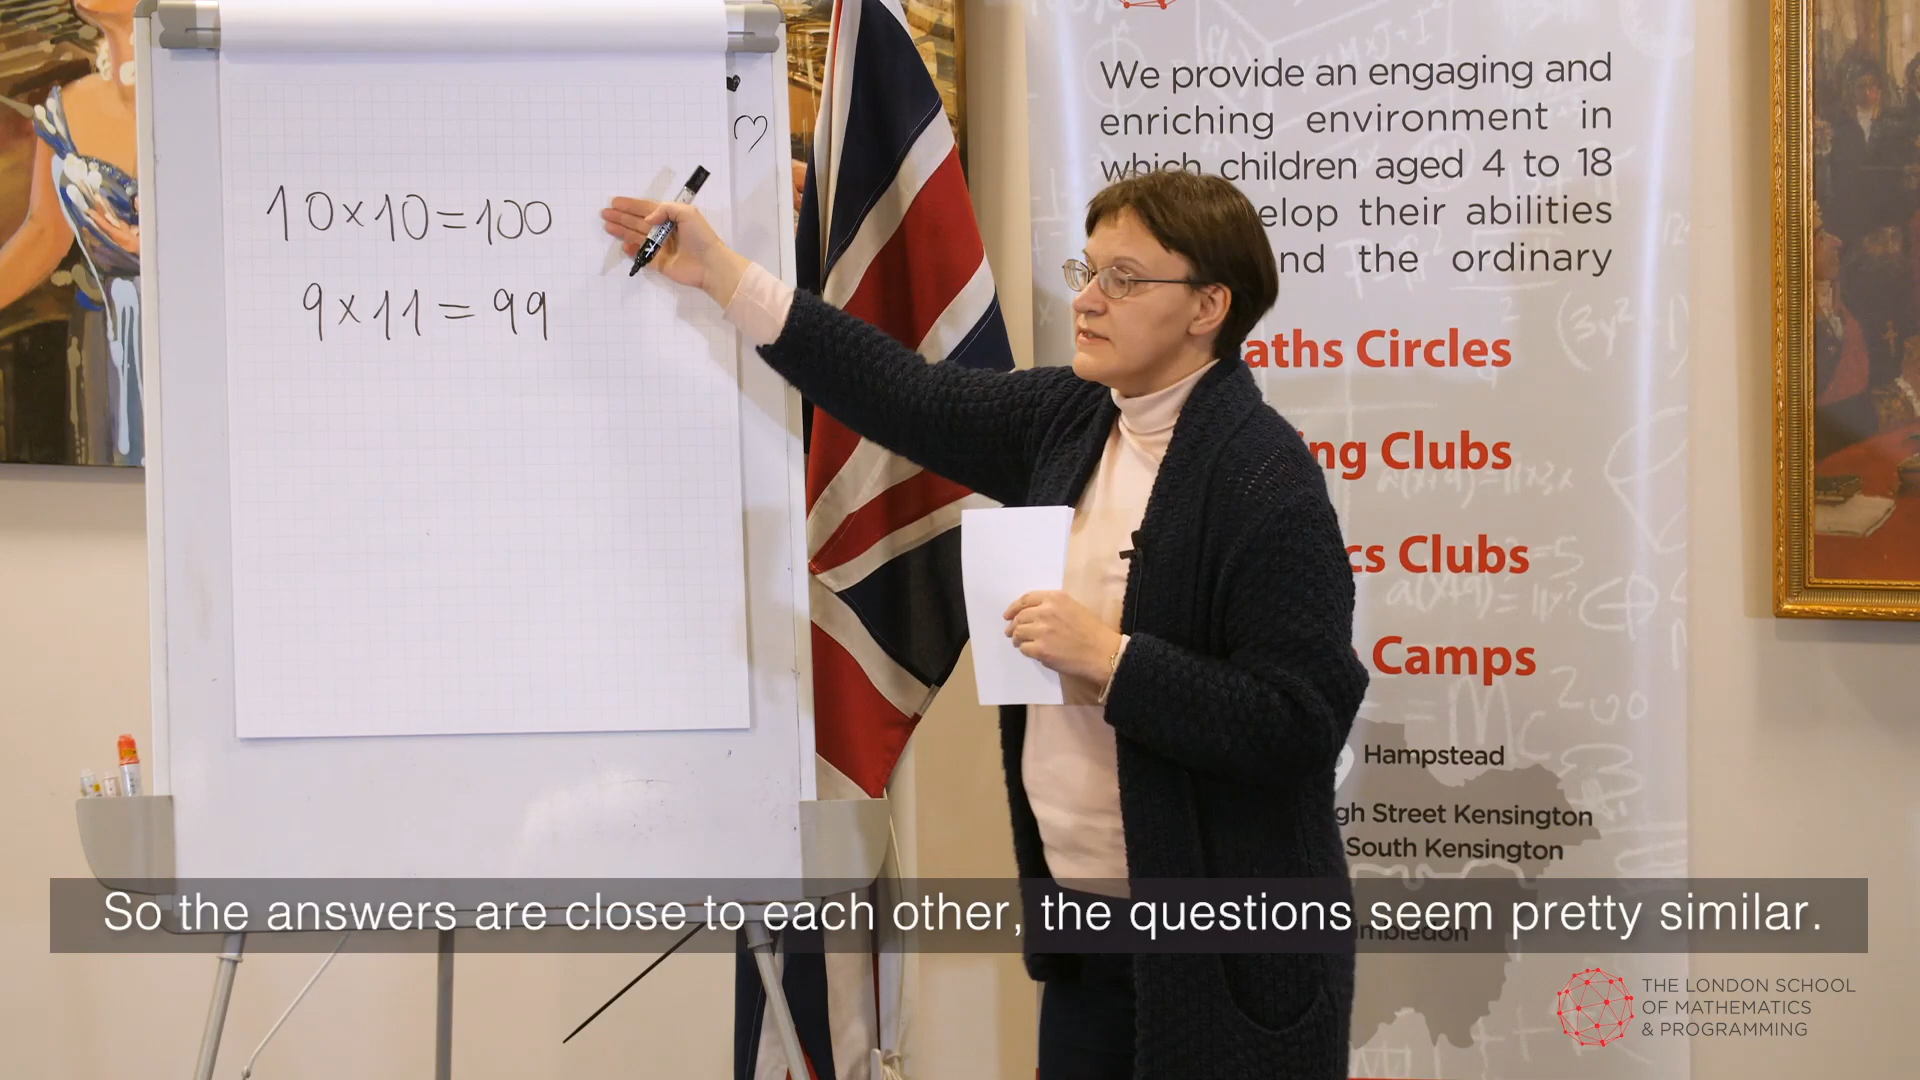 10×10=100
9×11=99
We provide an engaging and
enriching environment in
which children aged 4 to 18
elop their abilities
nd the ordinary
aths Circles
ing Clubs
cs Clubs
Camps
Hampstead
gh Street Kensington
South Kensington
So the answers are close to each other, the questions seem pretty similar.
THE LONDON SCHOOL
OF MATHEMATICS
& PROGRAMMING